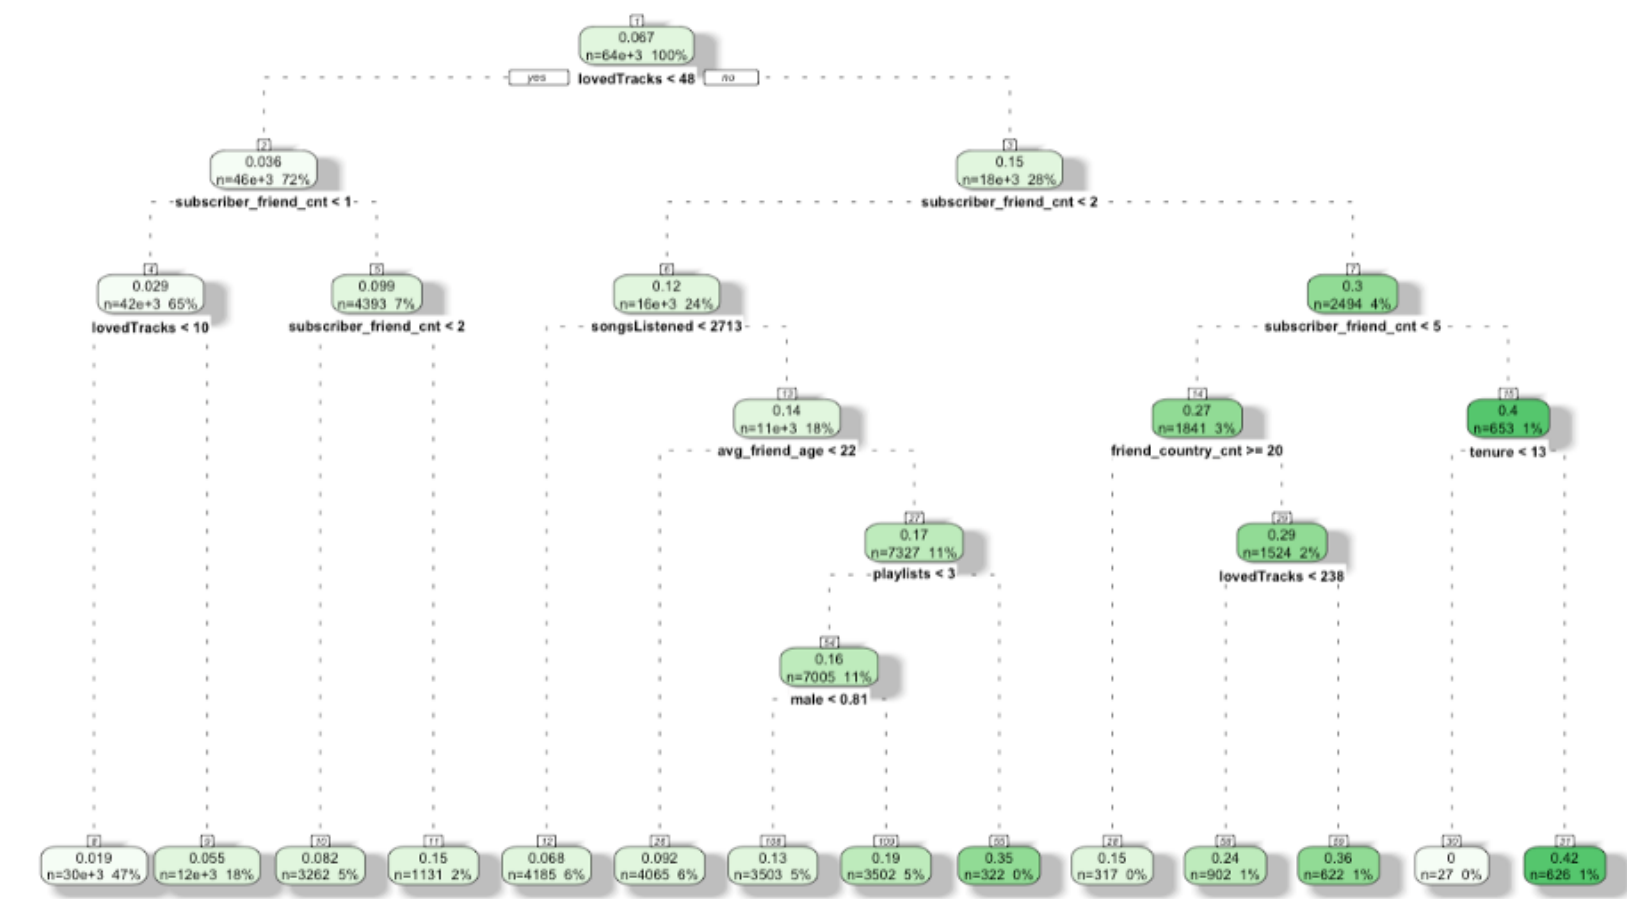 1
0.067
n=64e+3 100%
yes lovedTracks < 48 no
2
0.036
n=46e+3 72%
subscriber_friend_cnt < 1
3
0.15
n=18e+3 28%
subscriber_friend_cnt < 2
4
0.029
n=42e+3 65%
lovedTracks < 10
5
0.099
n=4393 7%
subscriber_friend_cnt < 2
6
0.12
n=16e+3 24%
songsListened < 2713
7
0.3
n=2494 4%
subscriber_friend_cnt < 5
13
0.14
n=11e+3 18%
avg_friend_age < 22
14
0.27
n=1841 3%
friend_country_cnt >= 20
15
0.4
n=653 1%
tenure < 13
27
0.17
n=7327 11%
playlists < 3
29
0.29
n=1524 2%
lovedTracks < 238
54
0.16
n=7005 11%
male < 0.81
8
0.019
n=30e+3 47%
9
0.055
n=12e+3 18%
10
0.082
n=3262 5%
11
0.15
n=1131 2%
12
0.068
n=4185 6%
26
0.092
n=4065 6%
108
0.13
n=3503 5%
109
0.19
n=3502 5%
55
0.35
n=322 0%
28
0.15
n=317 0%
58
0.24
n=902 1%
59
0.36
n=622 1%
30
0
n=27 0%
31
0.42
n=626 1%